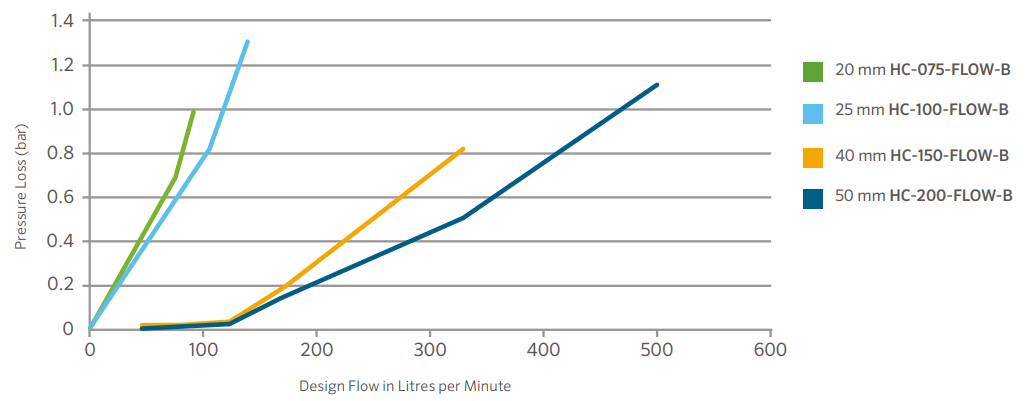 1.4
1.2
1.0
0.8
0.6
0.4
0.2
0
Pressure Loss (bar)
0 100 200 300 400 500 600
Design Flow in Litres per Minute
20 mm HC-075-FLOW-B
25 mm HC-100-FLOW-B
40 mm HC-150-FLOW-B
50 mm HC-200-FLOW-B